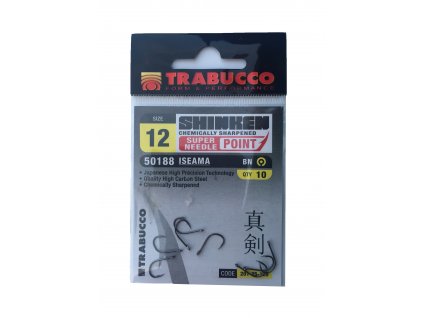 TRABUCCO
FORM & PERFORMANCE
SIZE
12
SHINKEN
CHEMICALLY SHARPENED
SUPER NEEDLE POINT
50188 ISEAMA BN
• Japanese High Precision Technology
• Quality High Carbon Steel
• Chemically Sharpened
QTY 10
真剣
TRABUCCO
CODE